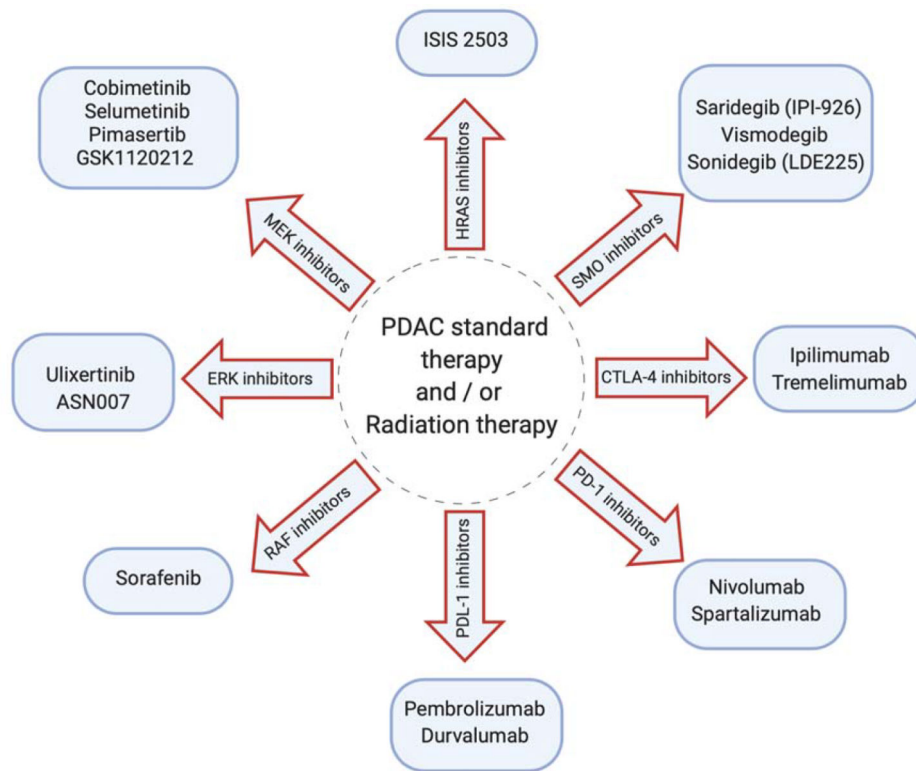 ISIS 2503
Cobimetinib
Selumetinib
Pimasertib
GSK1120212
Saridegib (IPI-926)
Vismodegib
Sonidegib (LDE225)
HRAS inhibitors
MEK inhibitors
SMO inhibitors
PDAC standard
therapy
and / or
Radiation therapy
Ulixertinib
ASN007
ERK inhibitors
CTLA-4 inhibitors
Ipilimumab
Tremelimumab
RAF inhibitors
PDL-1 inhibitors
PD-1 inhibitors
Sorafenib
Nivolumab
Spartalizumab
Pembrolizumab
Durvalumab